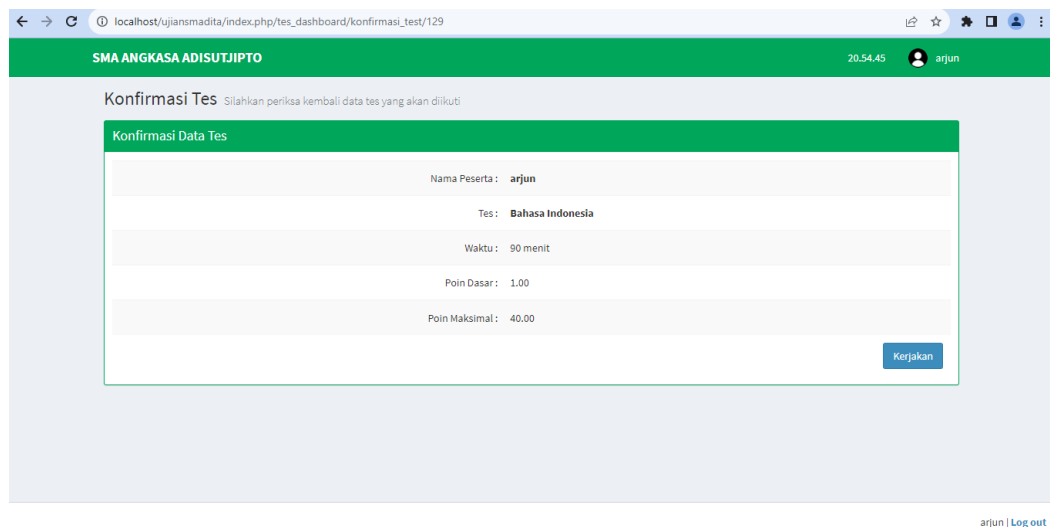 localhost/ujiansmadita/index.php/tes_dashboard/konfirmasi_test/129
SMA ANGKASA ADISUTJIPTO 20.54.45 arjun
Konfirmasi Tes Silahkan periksa kembali data tes yang akan diikuti
Konfirmasi Data Tes
Nama Peserta : arjun
Tes : Bahasa Indonesia
Waktu : 90 menit
Poin Dasar : 1.00
Poin Maksimal : 40.00
Kerjakan
arjun | Log out